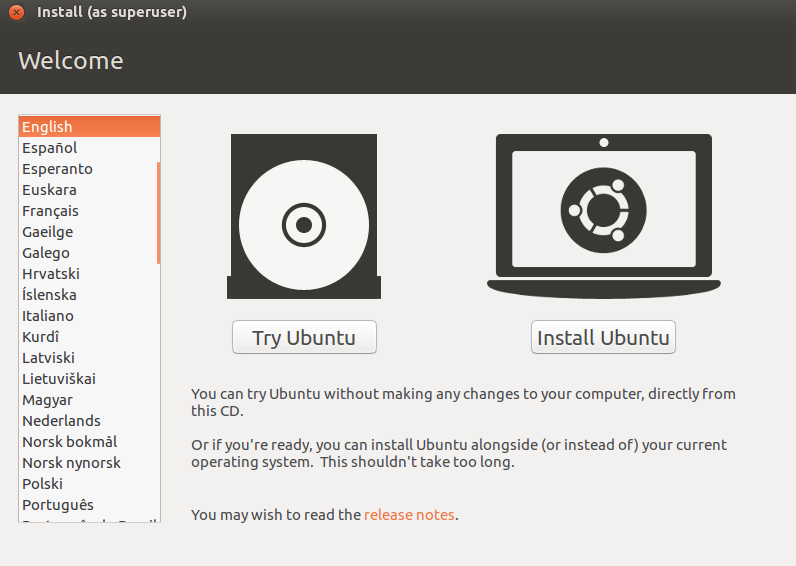 Install (as superuser)
Welcome
English
Español
Esperanto
Euskara
Français
Gaeilge
Galego
Hrvatski
Íslenska
Italiano
Kurdî
Latviski
Lietuviškai
Magyar
Nederlands
Norsk bokmål
Norsk nynorsk
Polski
Português
Try Ubuntu
Install Ubuntu
You can try Ubuntu without making any changes to your computer, directly from
this CD.
Or if you're ready, you can install Ubuntu alongside (or instead of) your current
operating system. This shouldn't take too long.
You may wish to read the release notes.